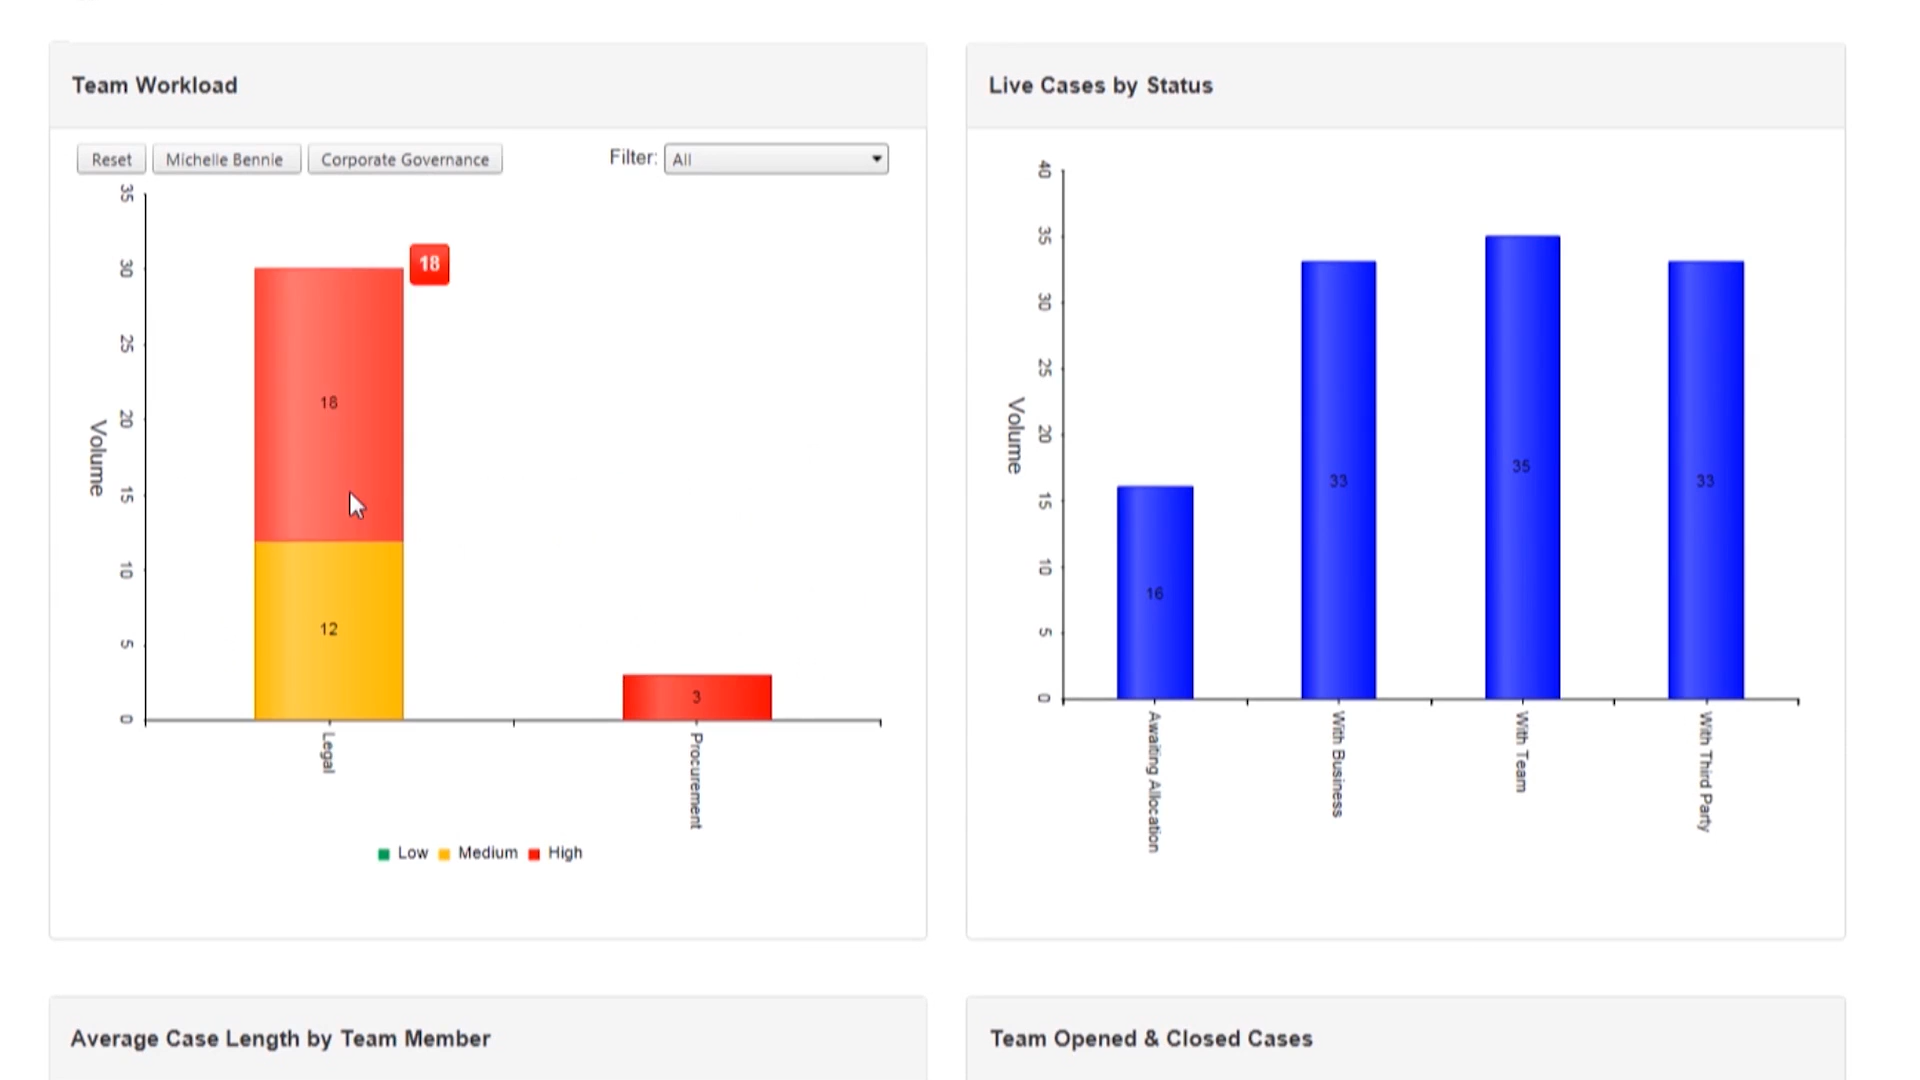 Team Workload
Reset Michelle Bennie Corporate Governance Filter: All
35
30
25
20
15
10
5
0
Volume
18
18
12
3
Legal
Procurement
Low Medium High
Live Cases by Status
40
35
30
25
20
15
10
5
0
Volume
16
33
35
33
Awaiting Allocation
With Business
With Team
With Third Party
Average Case Length by Team Member
Team Opened & Closed Cases